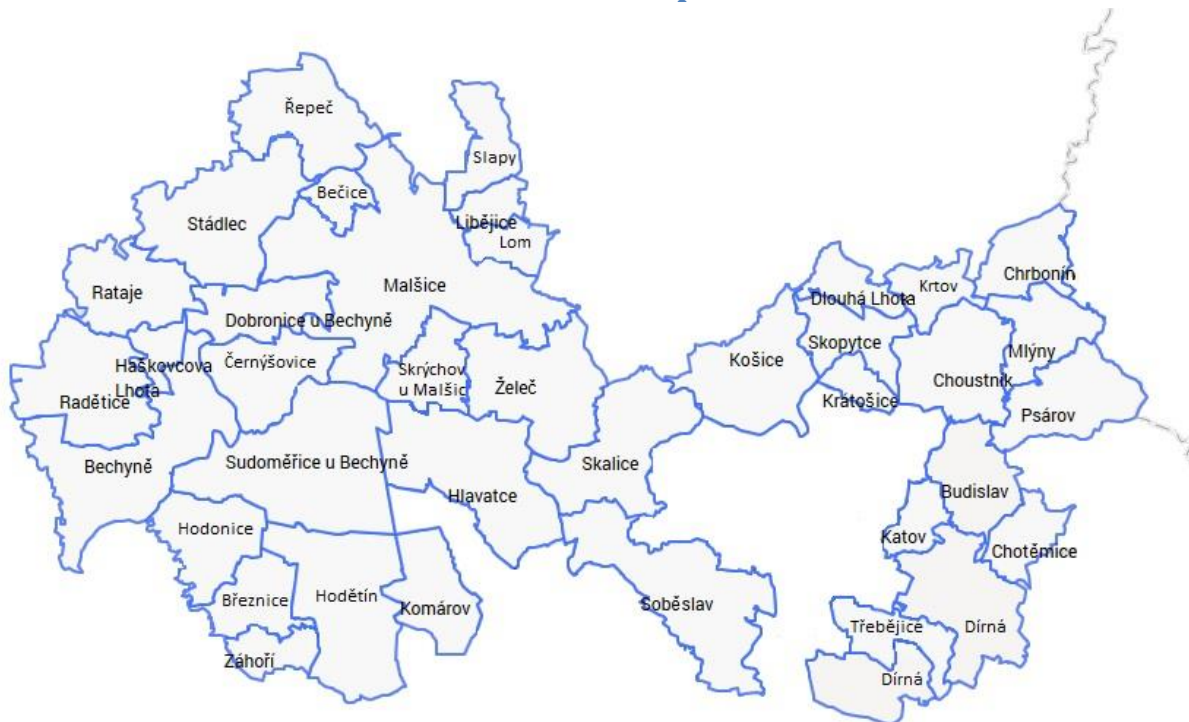 Řepeč
Slapy
Bečice
Stádlec
Libějice
Lom
Rataje
Malšice
Chrbonín
Krtov
Dlouhá Lhota
Dobronice u Bechyně
Skopytce
Mlýny
Haškovcova
Lhota
Černýšovice
Skrýchov
u Malšic
Želeč
Košice
Choustník
Radětice
Krátošice
Psárov
Bechyně
Sudoměřice u Bechyně
Skalice
Hlavatce
Budislav
Hodonice
Katov
Chotěmice
Březnice
Hodětín
Komárov
Soběslav
Třebějice
Dírná
Záhoří
Dírná